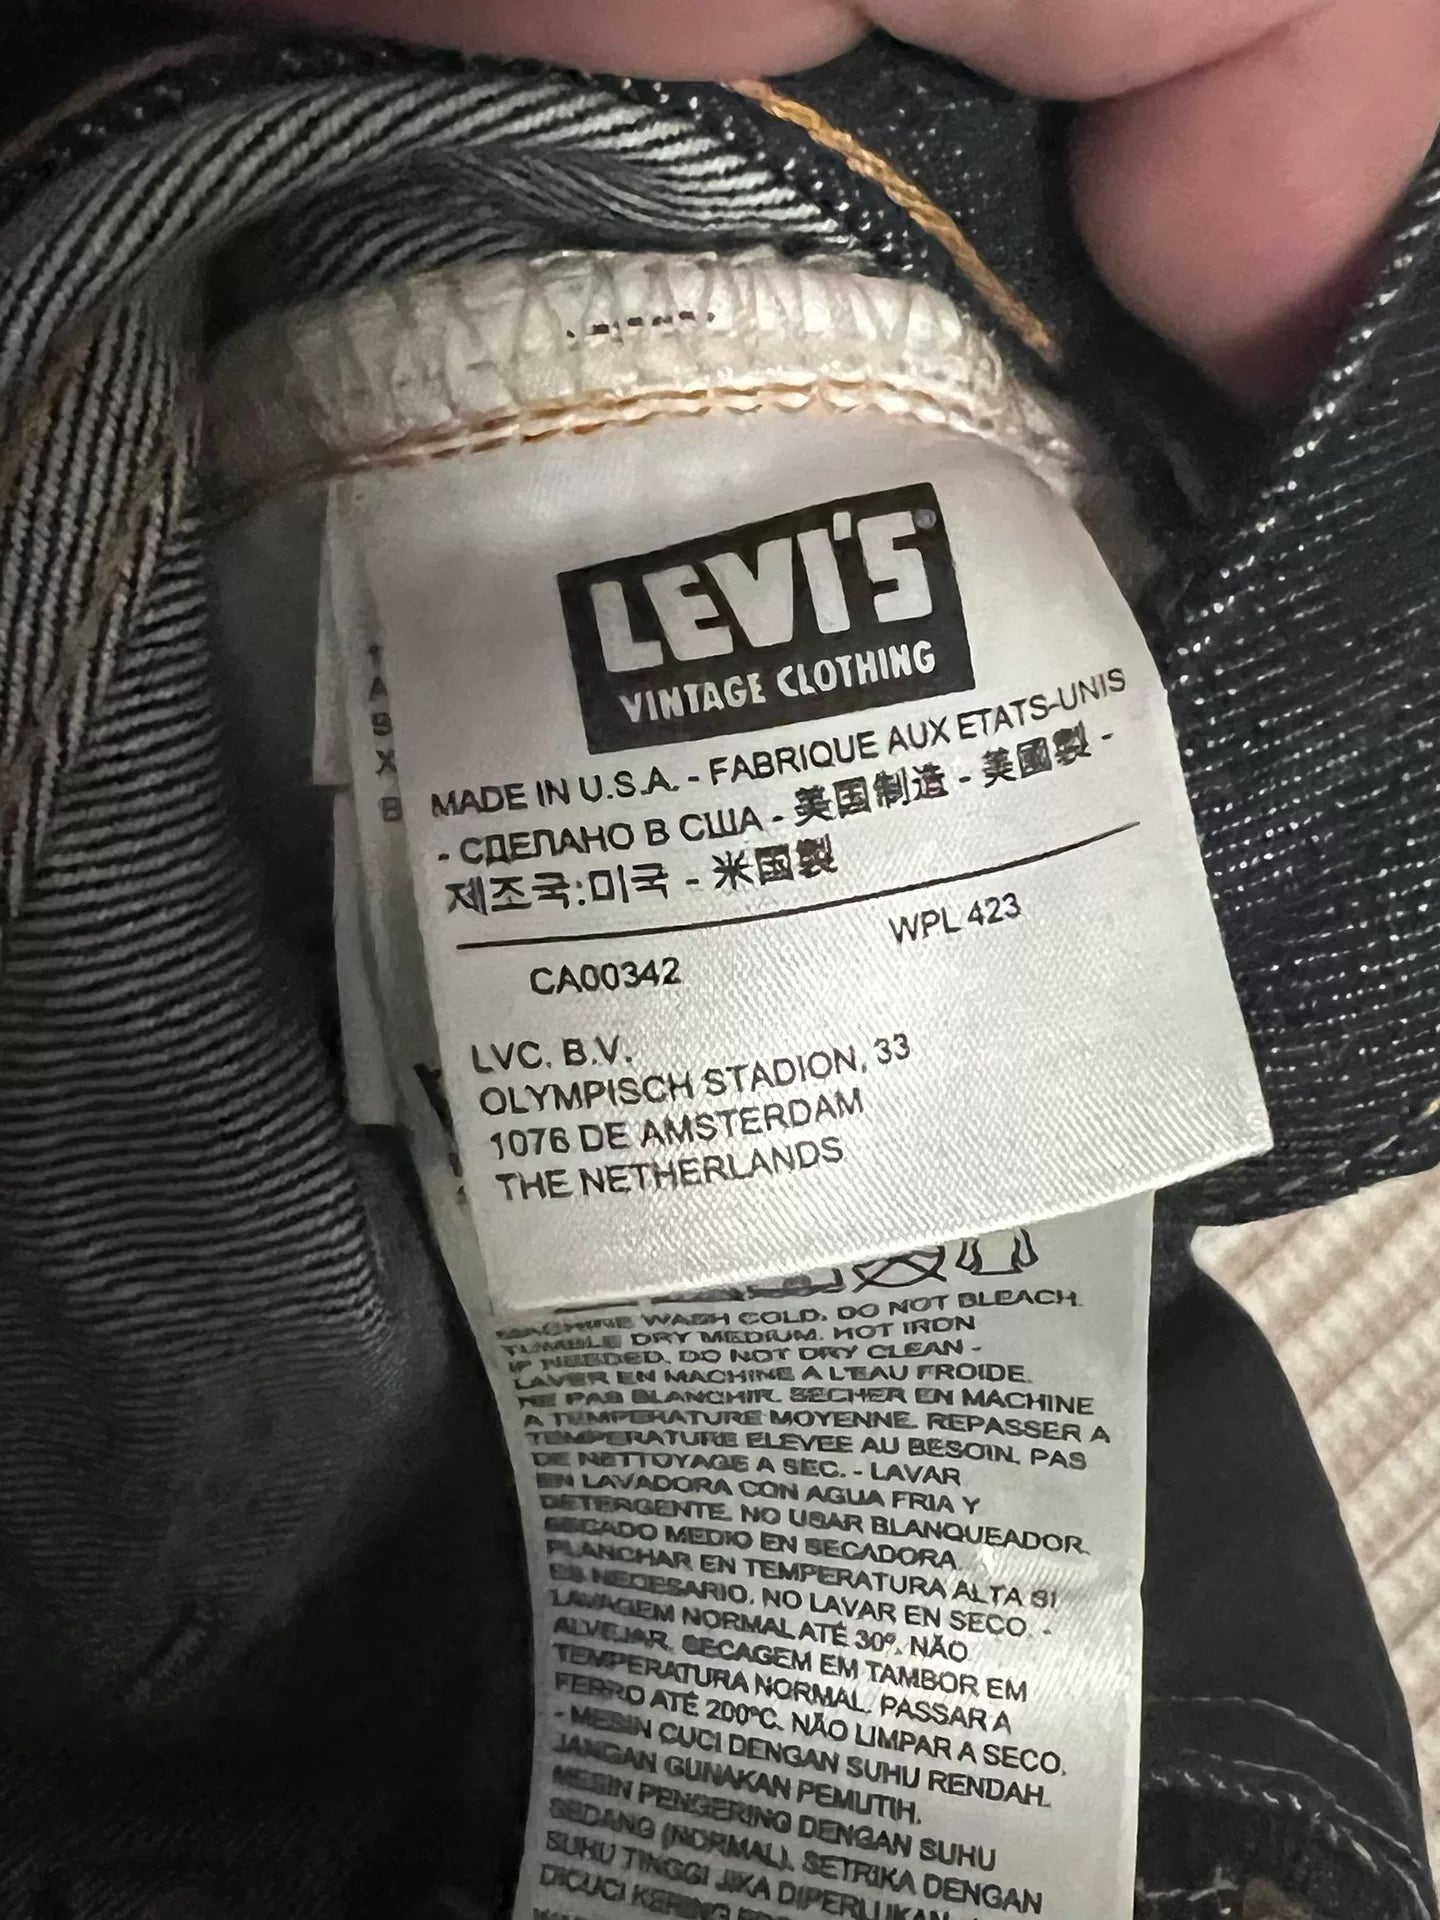 LEVI'S®
VINTAGE CLOTHING
MADE IN U.S.A. - FABRIQUE AUX ETATS-UNIS
- СДЕЛАНО В США - 美国制造 - 美國製 -
제조국:미국 - 米国製
WPL 423
CA00342
LVC. B.V.
OLYMPISCH STADION, 33
1076 DE AMSTERDAM
THE NETHERLANDS
MACHINE WASH COLD. DO NOT BLEACH.
TUMBLE DRY MEDIUM. HOT IRON
IF NEEDED. DO NOT DRY CLEAN -
LAVER EN MACHINE A L'EAU FROIDE.
NE PAS BLANCHIR. SECHER EN MACHINE
A TEMPERATURE MOYENNE. REPASSER A
TEMPERATURE ELEVEE AU BESOIN. PAS
DE NETTOYAGE A SEC. - LAVAR
EN LAVADORA CON AGUA FRIA Y
DETERGENTE. NO USAR BLANQUEADOR.
SECADO MEDIO EN SECADORA.
PLANCHAR EN TEMPERATURA ALTA SI
ES NECESARIO. NO LAVAR EN SECO. -
LAVAGEM NORMAL ATÉ 30º. NÃO
ALVEJAR. SECAGEM EM TAMBOR EM
TEMPERATURA NORMAL. PASSAR A
FERRO ATÉ 200ºC. NÃO LIMPAR A SECO.
- MESIN CUCI DENGAN SUHU RENDAH.
JANGAN GUNAKAN PEMUTIH.
MESIN PENGERING DENGAN SUHU
SEDANG (NORMAL). SETRIKA DENGAN
SUHU TINGGI JIKA DIPERLUKAN.
DICUCI KERING